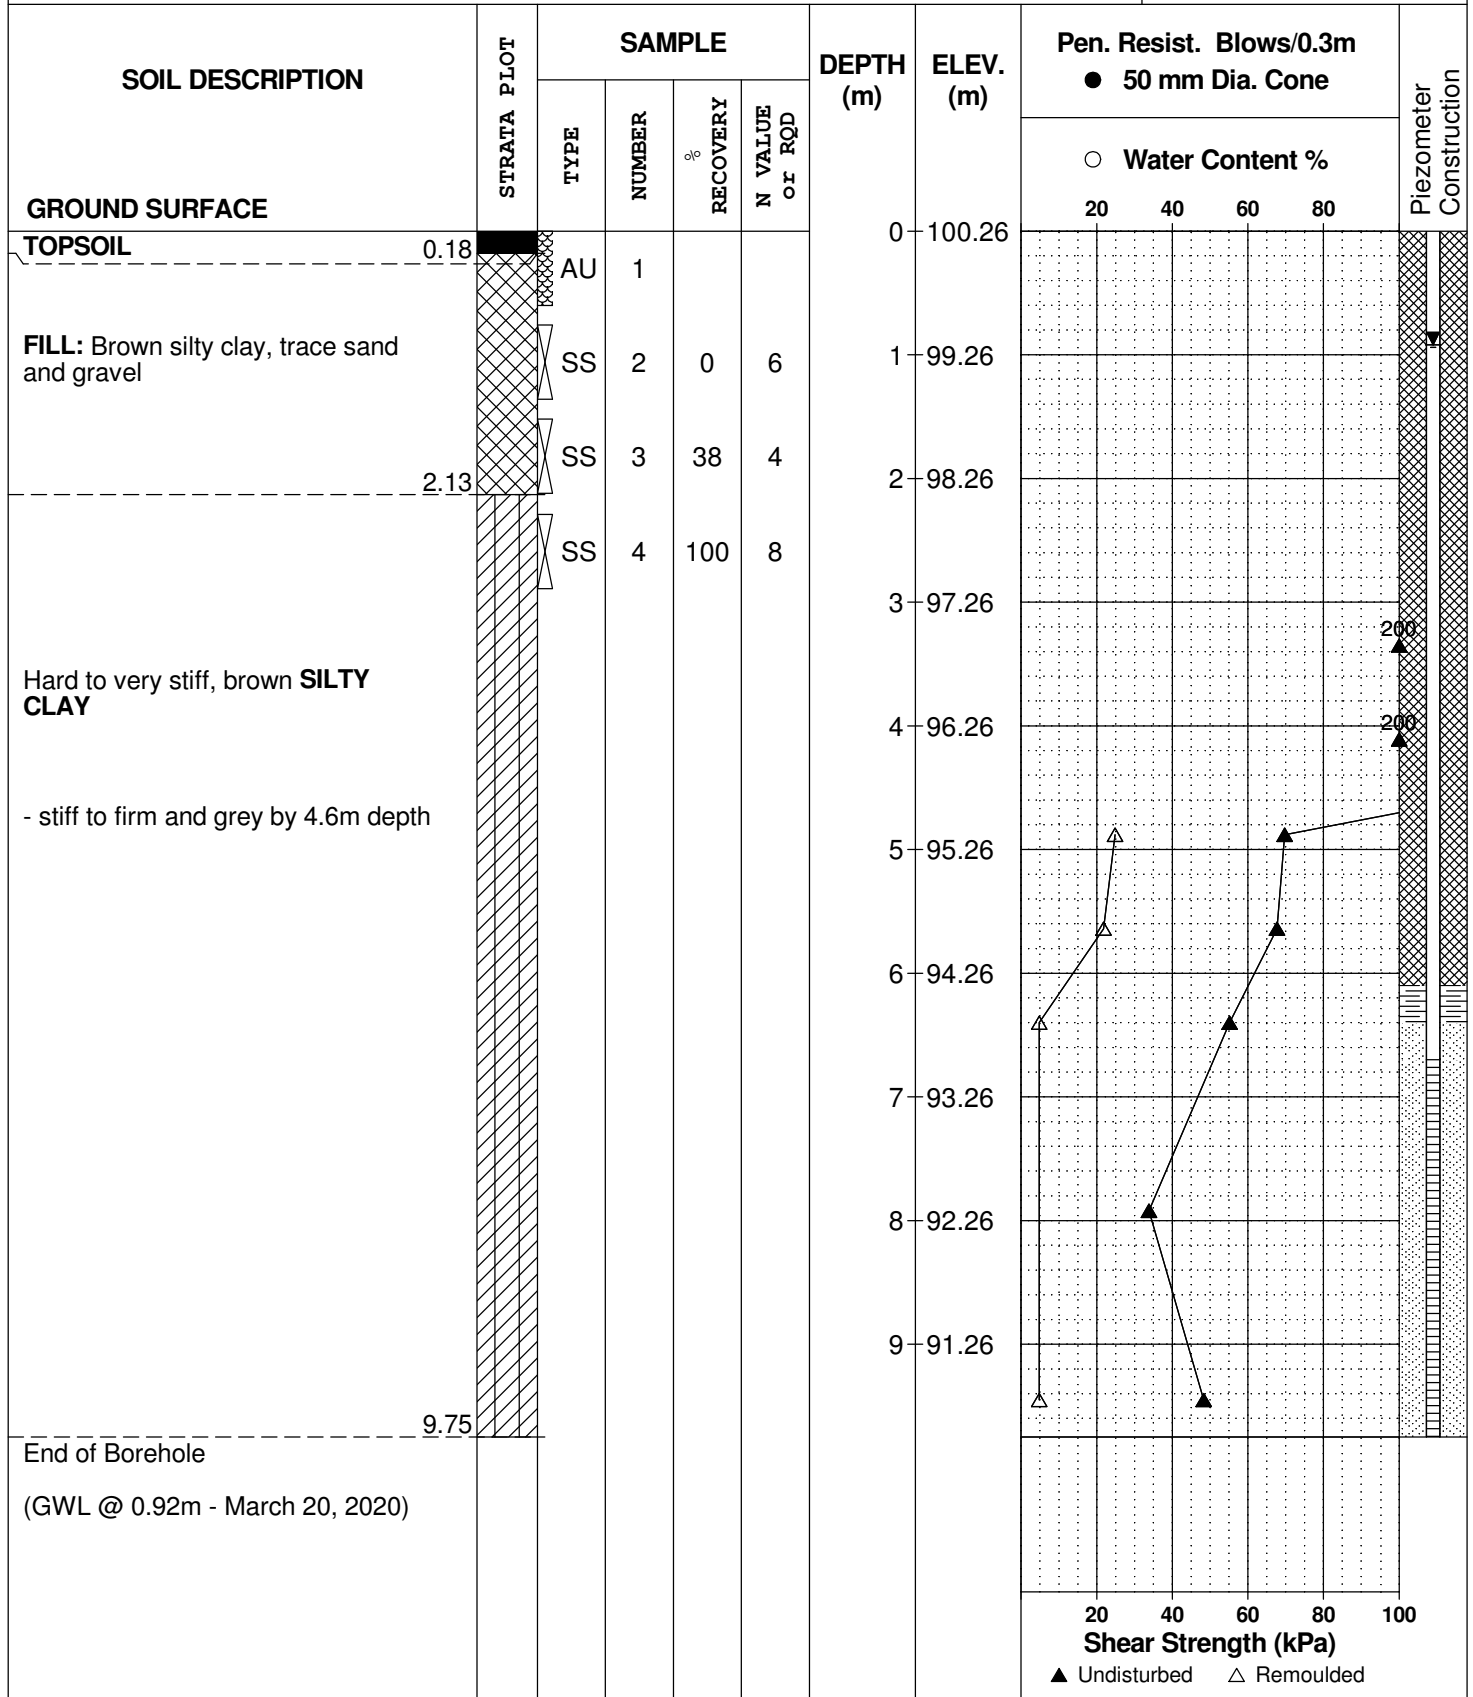 SOIL DESCRIPTION
GROUND SURFACE
STRATA PLOT
SAMPLE
TYPE
NUMBER
% RECOVERY
N VALUE or RQD
DEPTH (m)
ELEV. (m)
Pen. Resist. Blows/0.3m
● 50 mm Dia. Cone
○ Water Content %
20 40 60 80
Piezometer Construction
TOPSOIL 0.18
AU 1
0 100.26
FILL: Brown silty clay, trace sand
and gravel
SS 2 0 6
1 99.26
SS 3 38 4
2.13
2 98.26
SS 4 100 8
3 97.26
200
Hard to very stiff, brown SILTY
CLAY
4 96.26
200
- stiff to firm and grey by 4.6m depth
5 95.26
6 94.26
7 93.26
8 92.26
9 91.26
9.75
End of Borehole
(GWL @ 0.92m - March 20, 2020)
20 40 60 80 100
Shear Strength (kPa)
▲ Undisturbed △ Remoulded